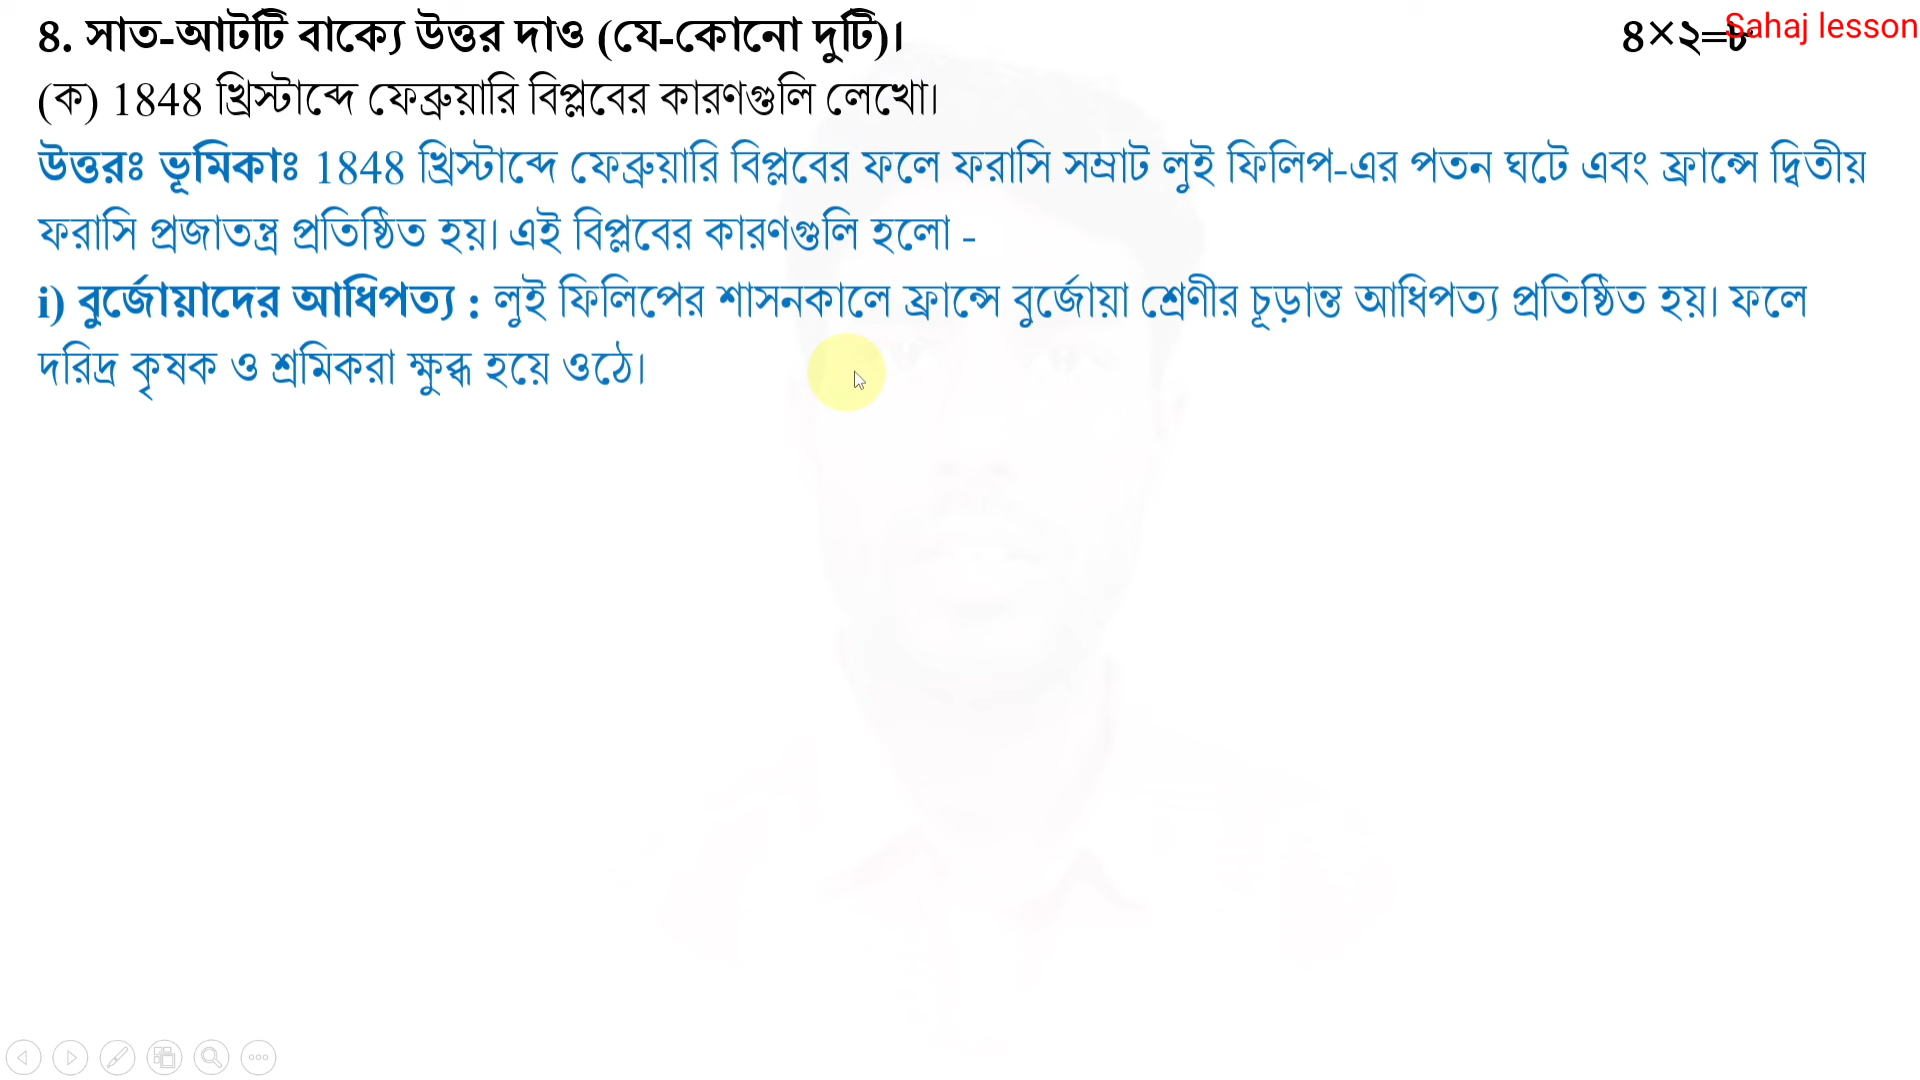 8. সাত-আটটি বাক্যে উত্তর দাও (যে-কোনো দুটি)। ৪×২=৮
Sahaj lesson
(ক) 1848 খ্রিস্টাব্দে ফেব্রুয়ারি বিপ্লবের কারণগুলি লেখো।
উত্তরঃ ভূমিকাঃ 1848 খ্রিস্টাব্দে ফেব্রুয়ারি বিপ্লবের ফলে ফরাসি সম্রাট লুই ফিলিপ-এর পতন ঘটে এবং ফ্রান্সে দ্বিতীয়
ফরাসি প্রজাতন্ত্র প্রতিষ্ঠিত হয়। এই বিপ্লবের কারণগুলি হলো -
i) বুর্জোয়াদের আধিপত্য : লুই ফিলিপের শাসনকালে ফ্রান্সে বুর্জোয়া শ্রেণীর চূড়ান্ত আধিপত্য প্রতিষ্ঠিত হয়। ফলে
দরিদ্র কৃষক ও শ্রমিকরা ক্ষুব্ধ হয়ে ওঠে।